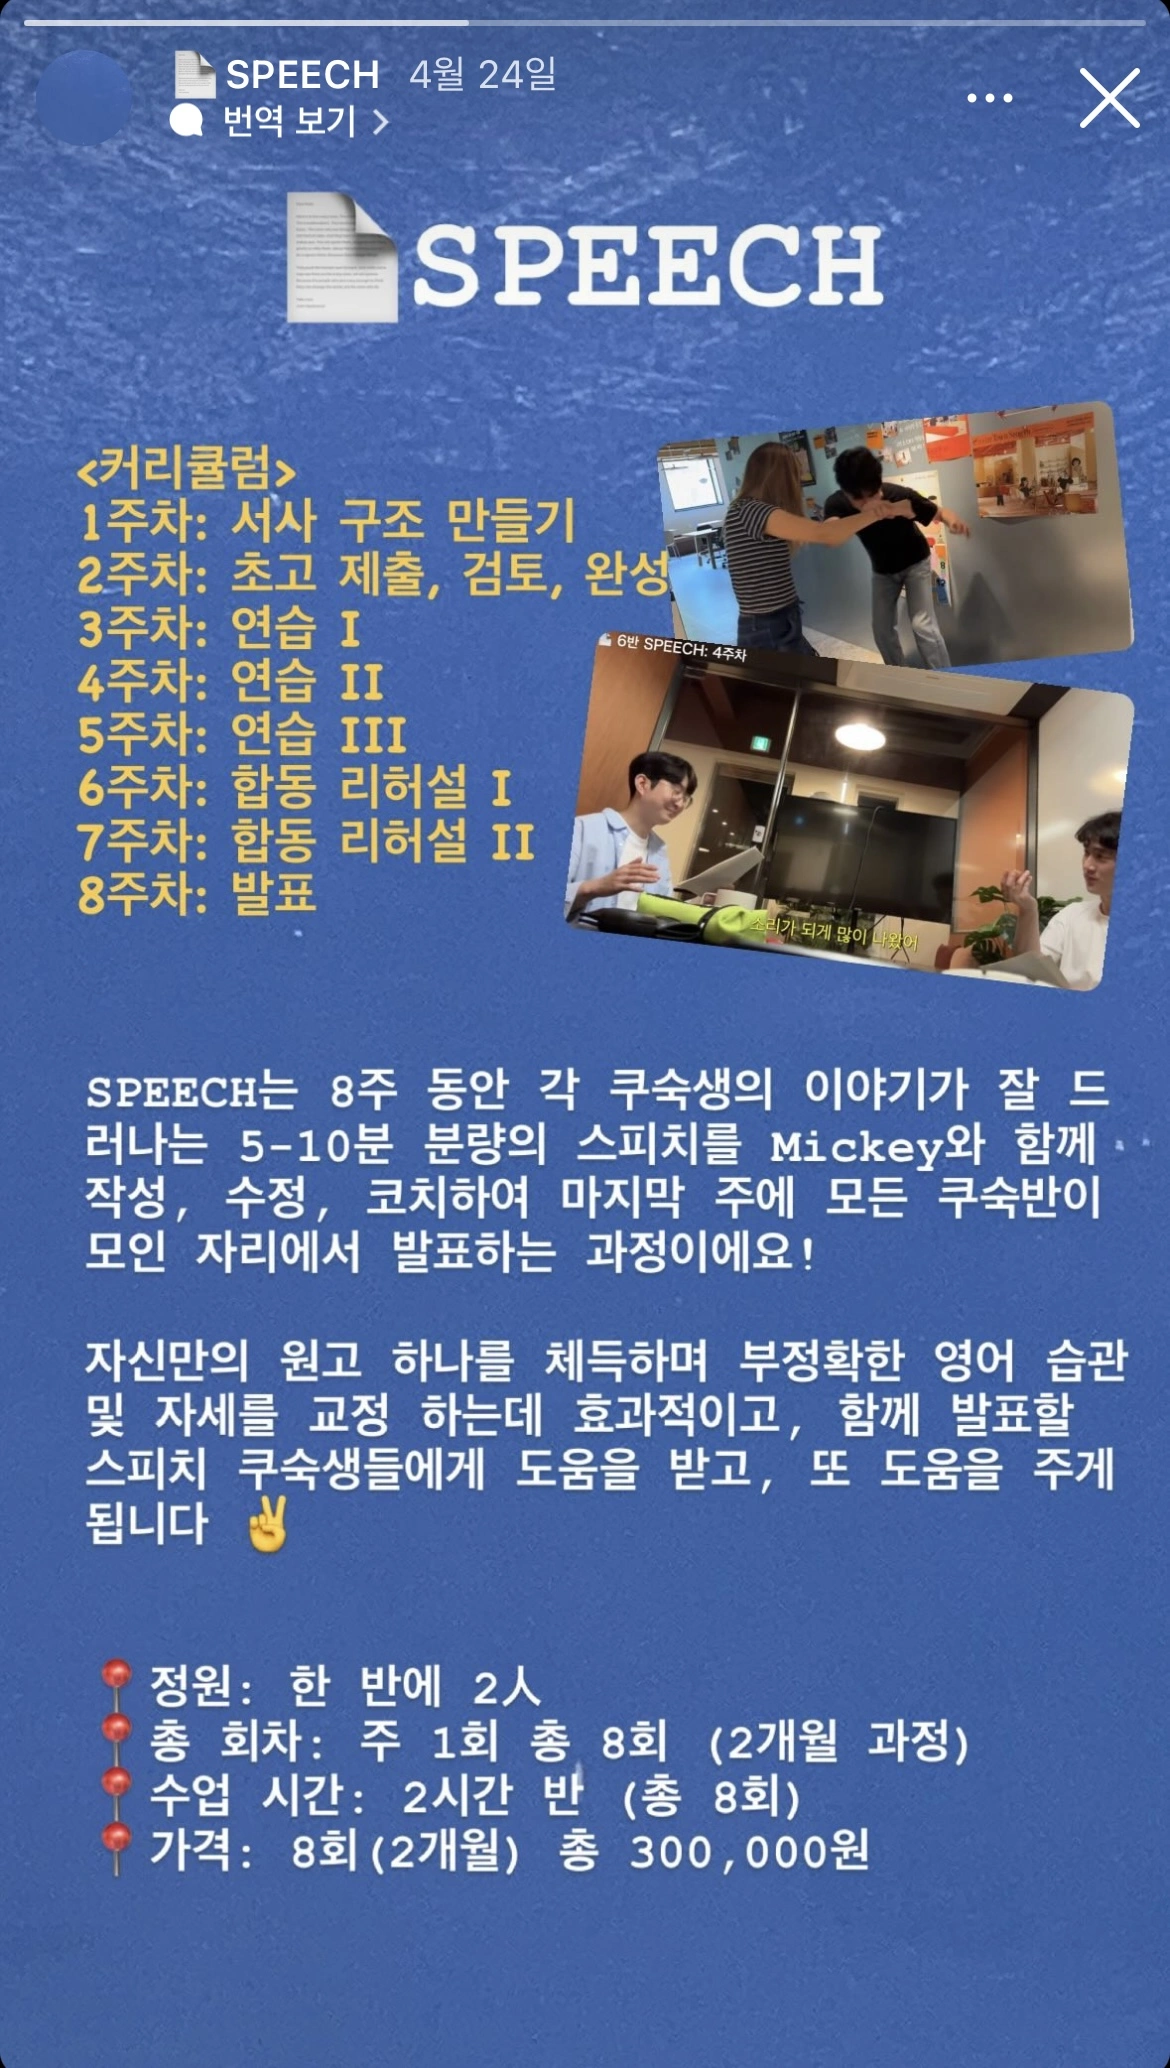 SPEECH 4월 24일
번역 보기
SPEECH
<커리큘럼>
1주차: 서사 구조 만들기
2주차: 초고 제출, 검토, 완성
3주차: 연습 I
4주차: 연습 II
5주차: 연습 III
6주차: 합동 리허설 I
7주차: 합동 리허설 II
8주차: 발표
6반 SPEECH: 4주차
소리가 되게 많이 나왔어
SPEECH는 8주 동안 각 쿠숙생의 이야기가 잘 드
러나는 5-10분 분량의 스피치를 Mickey와 함께
작성, 수정, 코치하여 마지막 주에 모든 쿠숙반이
모인 자리에서 발표하는 과정이에요!
자신만의 원고 하나를 체득하며 부정확한 영어 습관
및 자세를 교정 하는데 효과적이고, 함께 발표할
스피치 쿠숙생들에게 도움을 받고, 또 도움을 주게
됩니다 ✌️
📍정원: 한 반에 2人
📍총 회차: 주 1회 총 8회 (2개월 과정)
📍수업 시간: 2시간 반 (총 8회)
📍가격: 8회(2개월) 총 300,000원